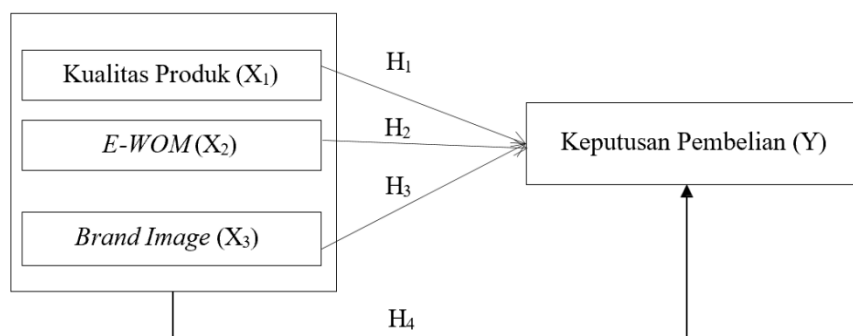 Kualitas Produk (X₁)
E-WOM (X₂)
Brand Image (X₃)
H₁
H₂
H₃
Keputusan Pembelian (Y)
H₄